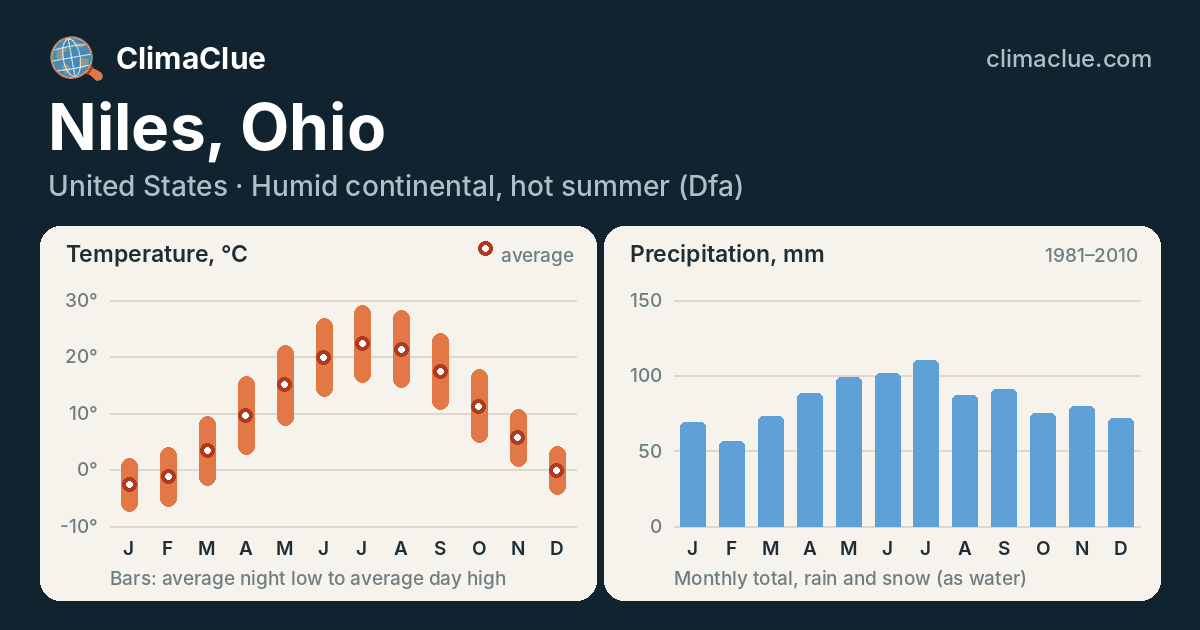 ClimaClue
climaclue.com
Niles, Ohio
United States · Humid continental, hot summer (Dfa)
Temperature, °C
average
30°
20°
10°
0°
-10°
J F M A M J J A S O N D
Bars: average night low to average day high
Precipitation, mm
1981–2010
150
100
50
0
J F M A M J J A S O N D
Monthly total, rain and snow (as water)